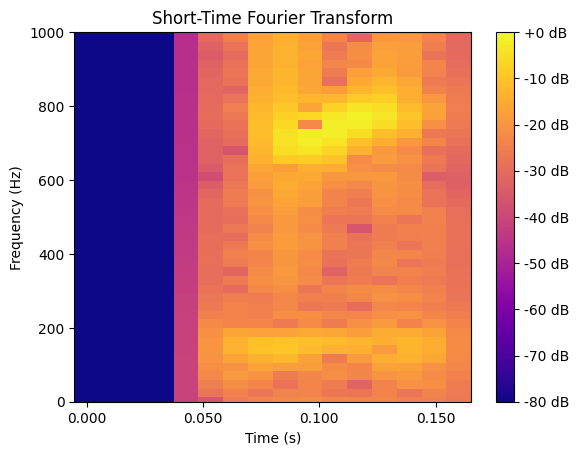 Short-Time Fourier Transform
Frequency (Hz)
1000
800
600
400
200
0
0.000
0.050
0.100
0.150
Time (s)
+0 dB
-10 dB
-20 dB
-30 dB
-40 dB
-50 dB
-60 dB
-70 dB
-80 dB